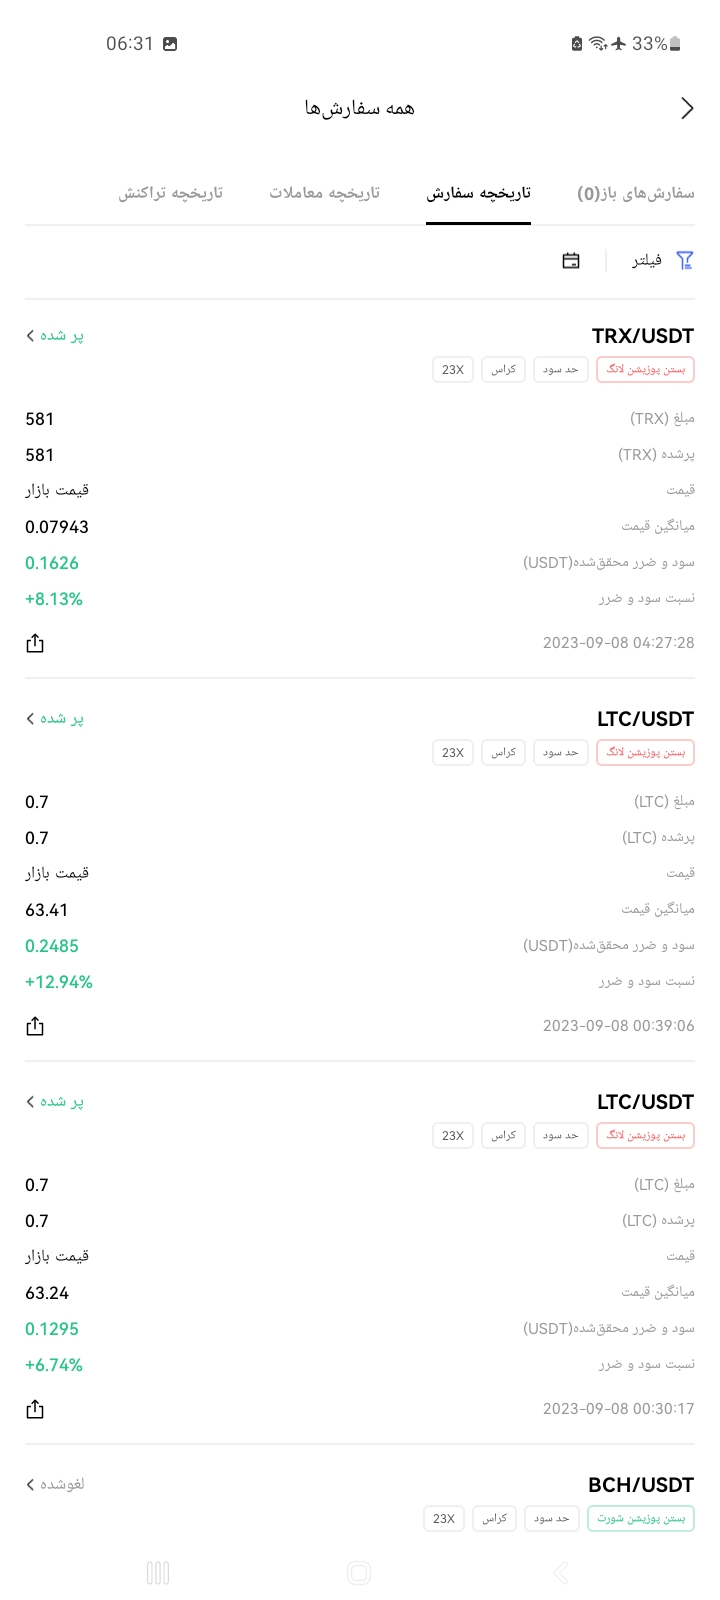 06:31
33%
همه سفارش‌ها
سفارش‌های باز(0) تاریخچه سفارش تاریخچه معاملات تاریخچه تراکنش
فیلتر
TRX/USDT پر شده
بستن پوزیشن لانگ حد سود کراس 23X
مبلغ (TRX) 581
پرشده (TRX) 581
قیمت قیمت بازار
میانگین قیمت 0.07943
سود و ضرر محقق‌شده(USDT) 0.1626
نسبت سود و ضرر +8.13%
2023-09-08 04:27:28
LTC/USDT پر شده
بستن پوزیشن لانگ حد سود کراس 23X
مبلغ (LTC) 0.7
پرشده (LTC) 0.7
قیمت قیمت بازار
میانگین قیمت 63.41
سود و ضرر محقق‌شده(USDT) 0.2485
نسبت سود و ضرر +12.94%
2023-09-08 00:39:06
LTC/USDT پر شده
بستن پوزیشن لانگ حد سود کراس 23X
مبلغ (LTC) 0.7
پرشده (LTC) 0.7
قیمت قیمت بازار
میانگین قیمت 63.24
سود و ضرر محقق‌شده(USDT) 0.1295
نسبت سود و ضرر +6.74%
2023-09-08 00:30:17
BCH/USDT لغوشده
بستن پوزیشن شورت حد سود کراس 23X